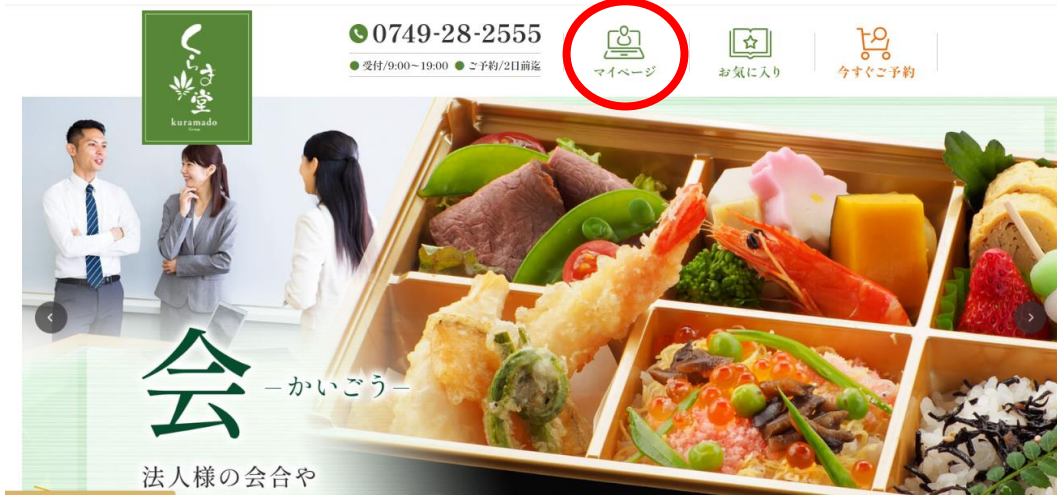 くらま堂
kuramado
Group
0749-28-2555
● 受付/9:00~19:00 ● ご予約/2日前迄
マイページ
お気に入り
今すぐご予約
会
－かいごう－
法人様の会合や